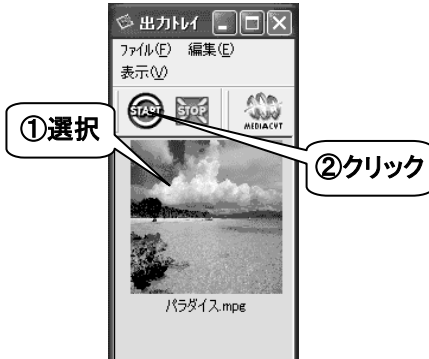 出力トレイ
ファイル(F) 編集(E)
表示(V)
START STOP MEDIACVT
①選択
②クリック
パラダイス.mpg